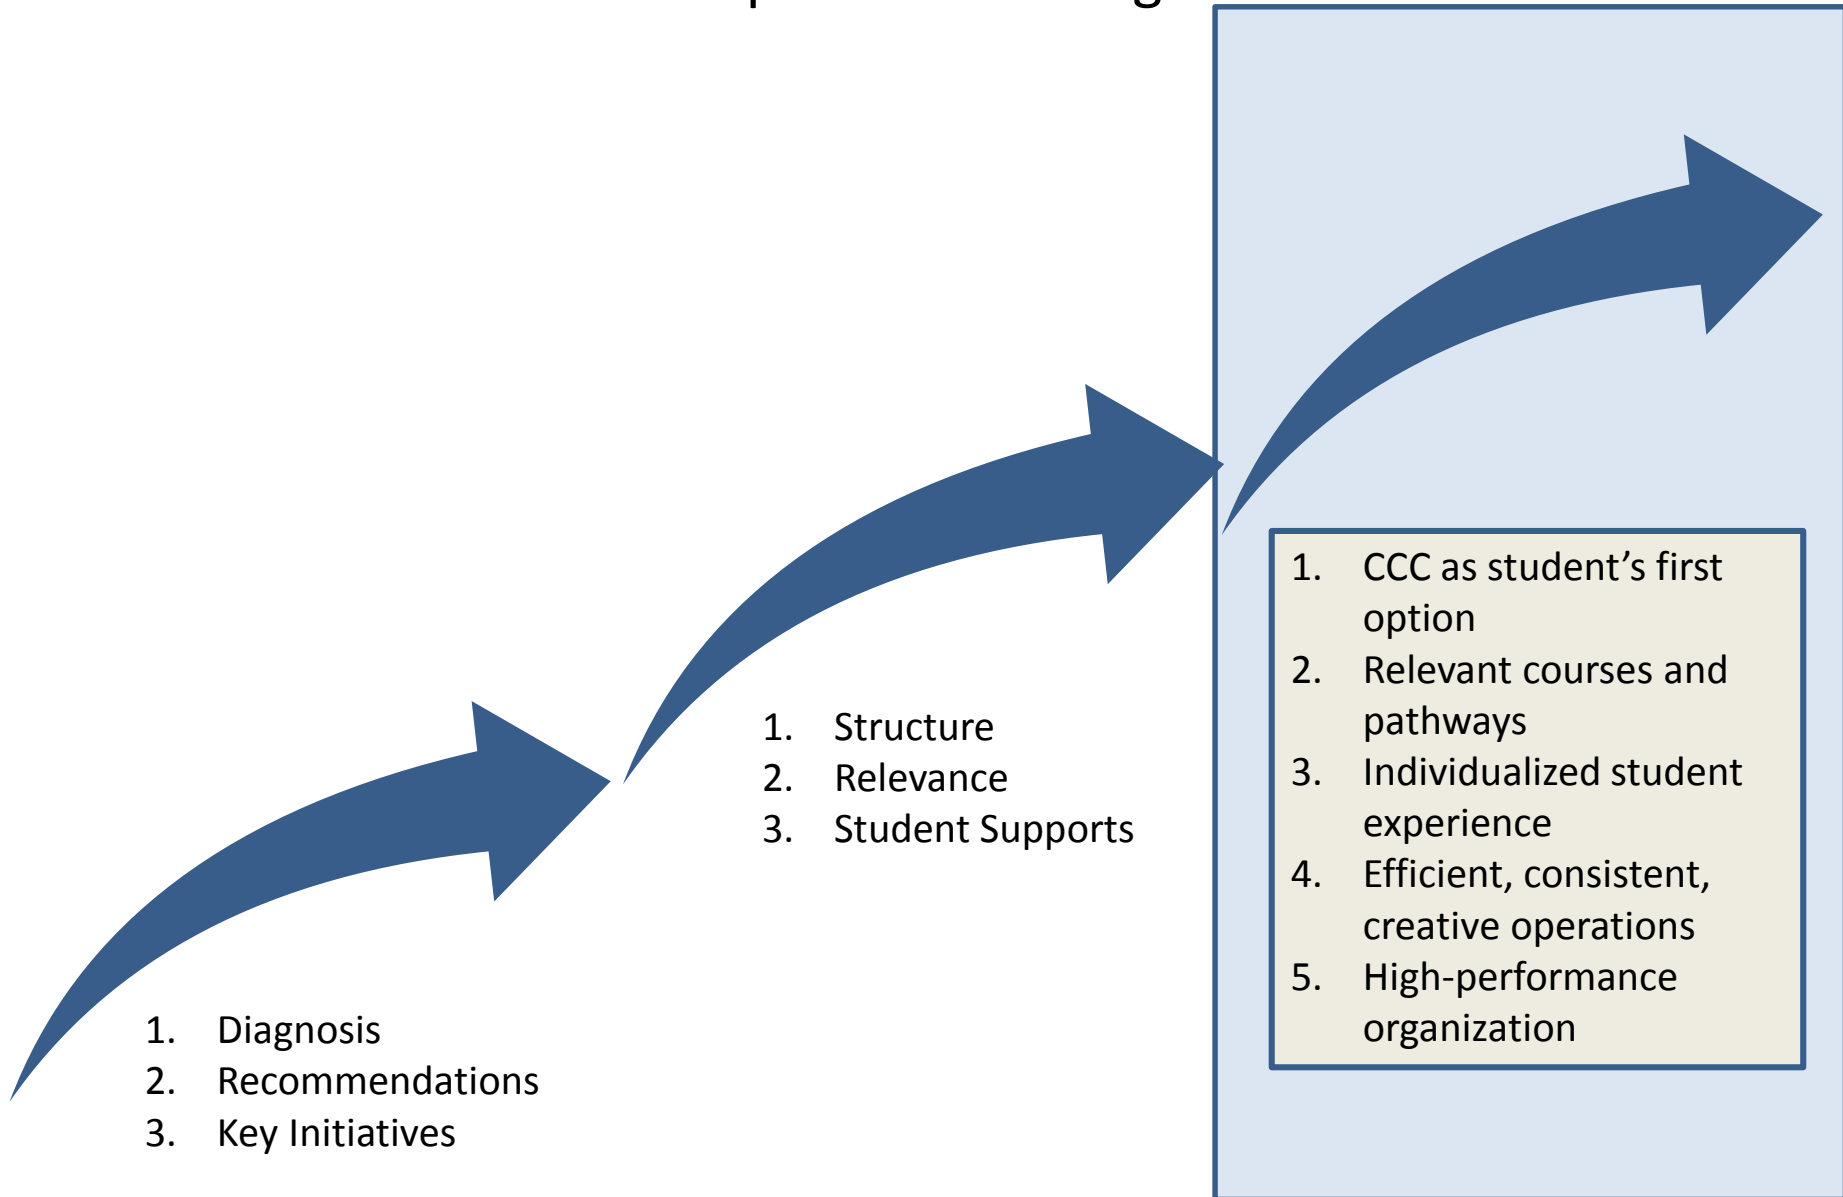 1. Diagnosis
2. Recommendations
3. Key Initiatives
1. Structure
2. Relevance
3. Student Supports
1. CCC as student’s first
option
2. Relevant courses and
pathways
3. Individualized student
experience
4. Efficient, consistent,
creative operations
5. High-performance
organization